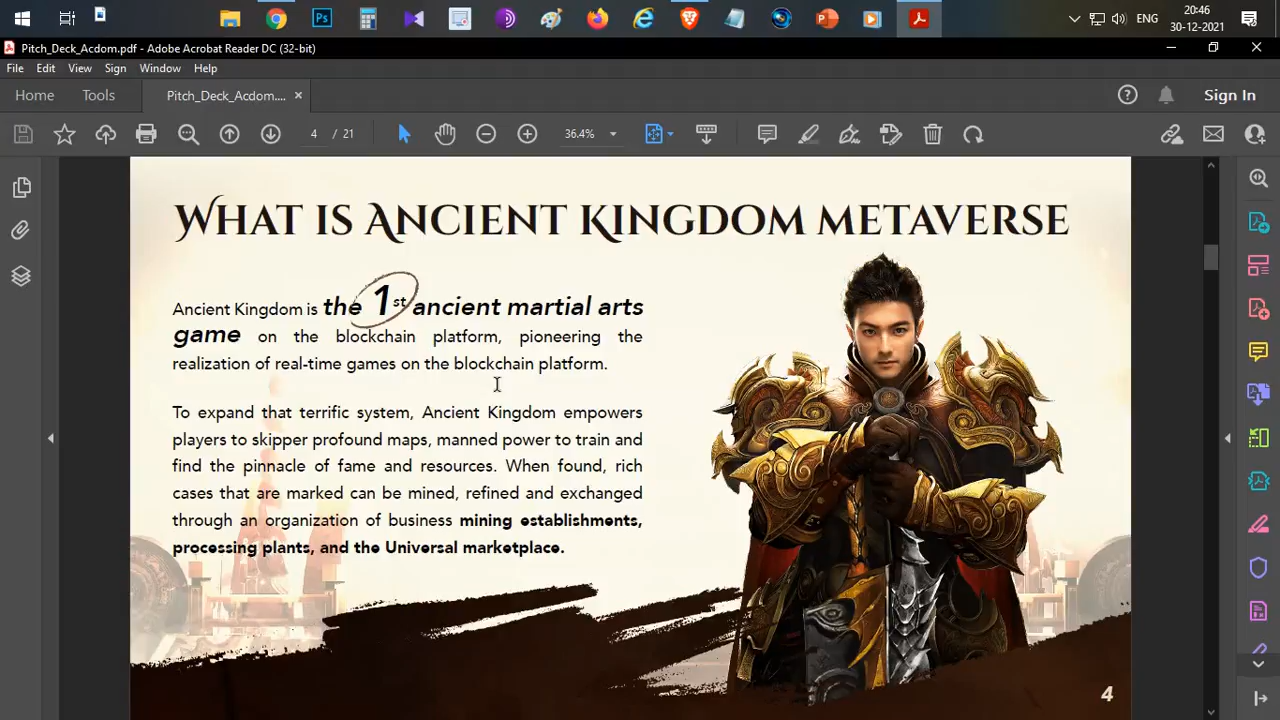 20:46
ENG
30-12-2021
Pitch_Deck_Acdom.pdf - Adobe Acrobat Reader DC (32-bit)
File Edit View Sign Window Help
Home Tools Pitch_Deck_Acdom.... × Sign In
4 / 21 36.4%
WHAT IS ANCIENT KINGDOM METAVERSE
Ancient Kingdom is the 1st ancient martial arts
game on the blockchain platform, pioneering the
realization of real-time games on the blockchain platform.
To expand that terrific system, Ancient Kingdom empowers
players to skipper profound maps, manned power to train and
find the pinnacle of fame and resources. When found, rich
cases that are marked can be mined, refined and exchanged
through an organization of business mining establishments,
processing plants, and the Universal marketplace.
4